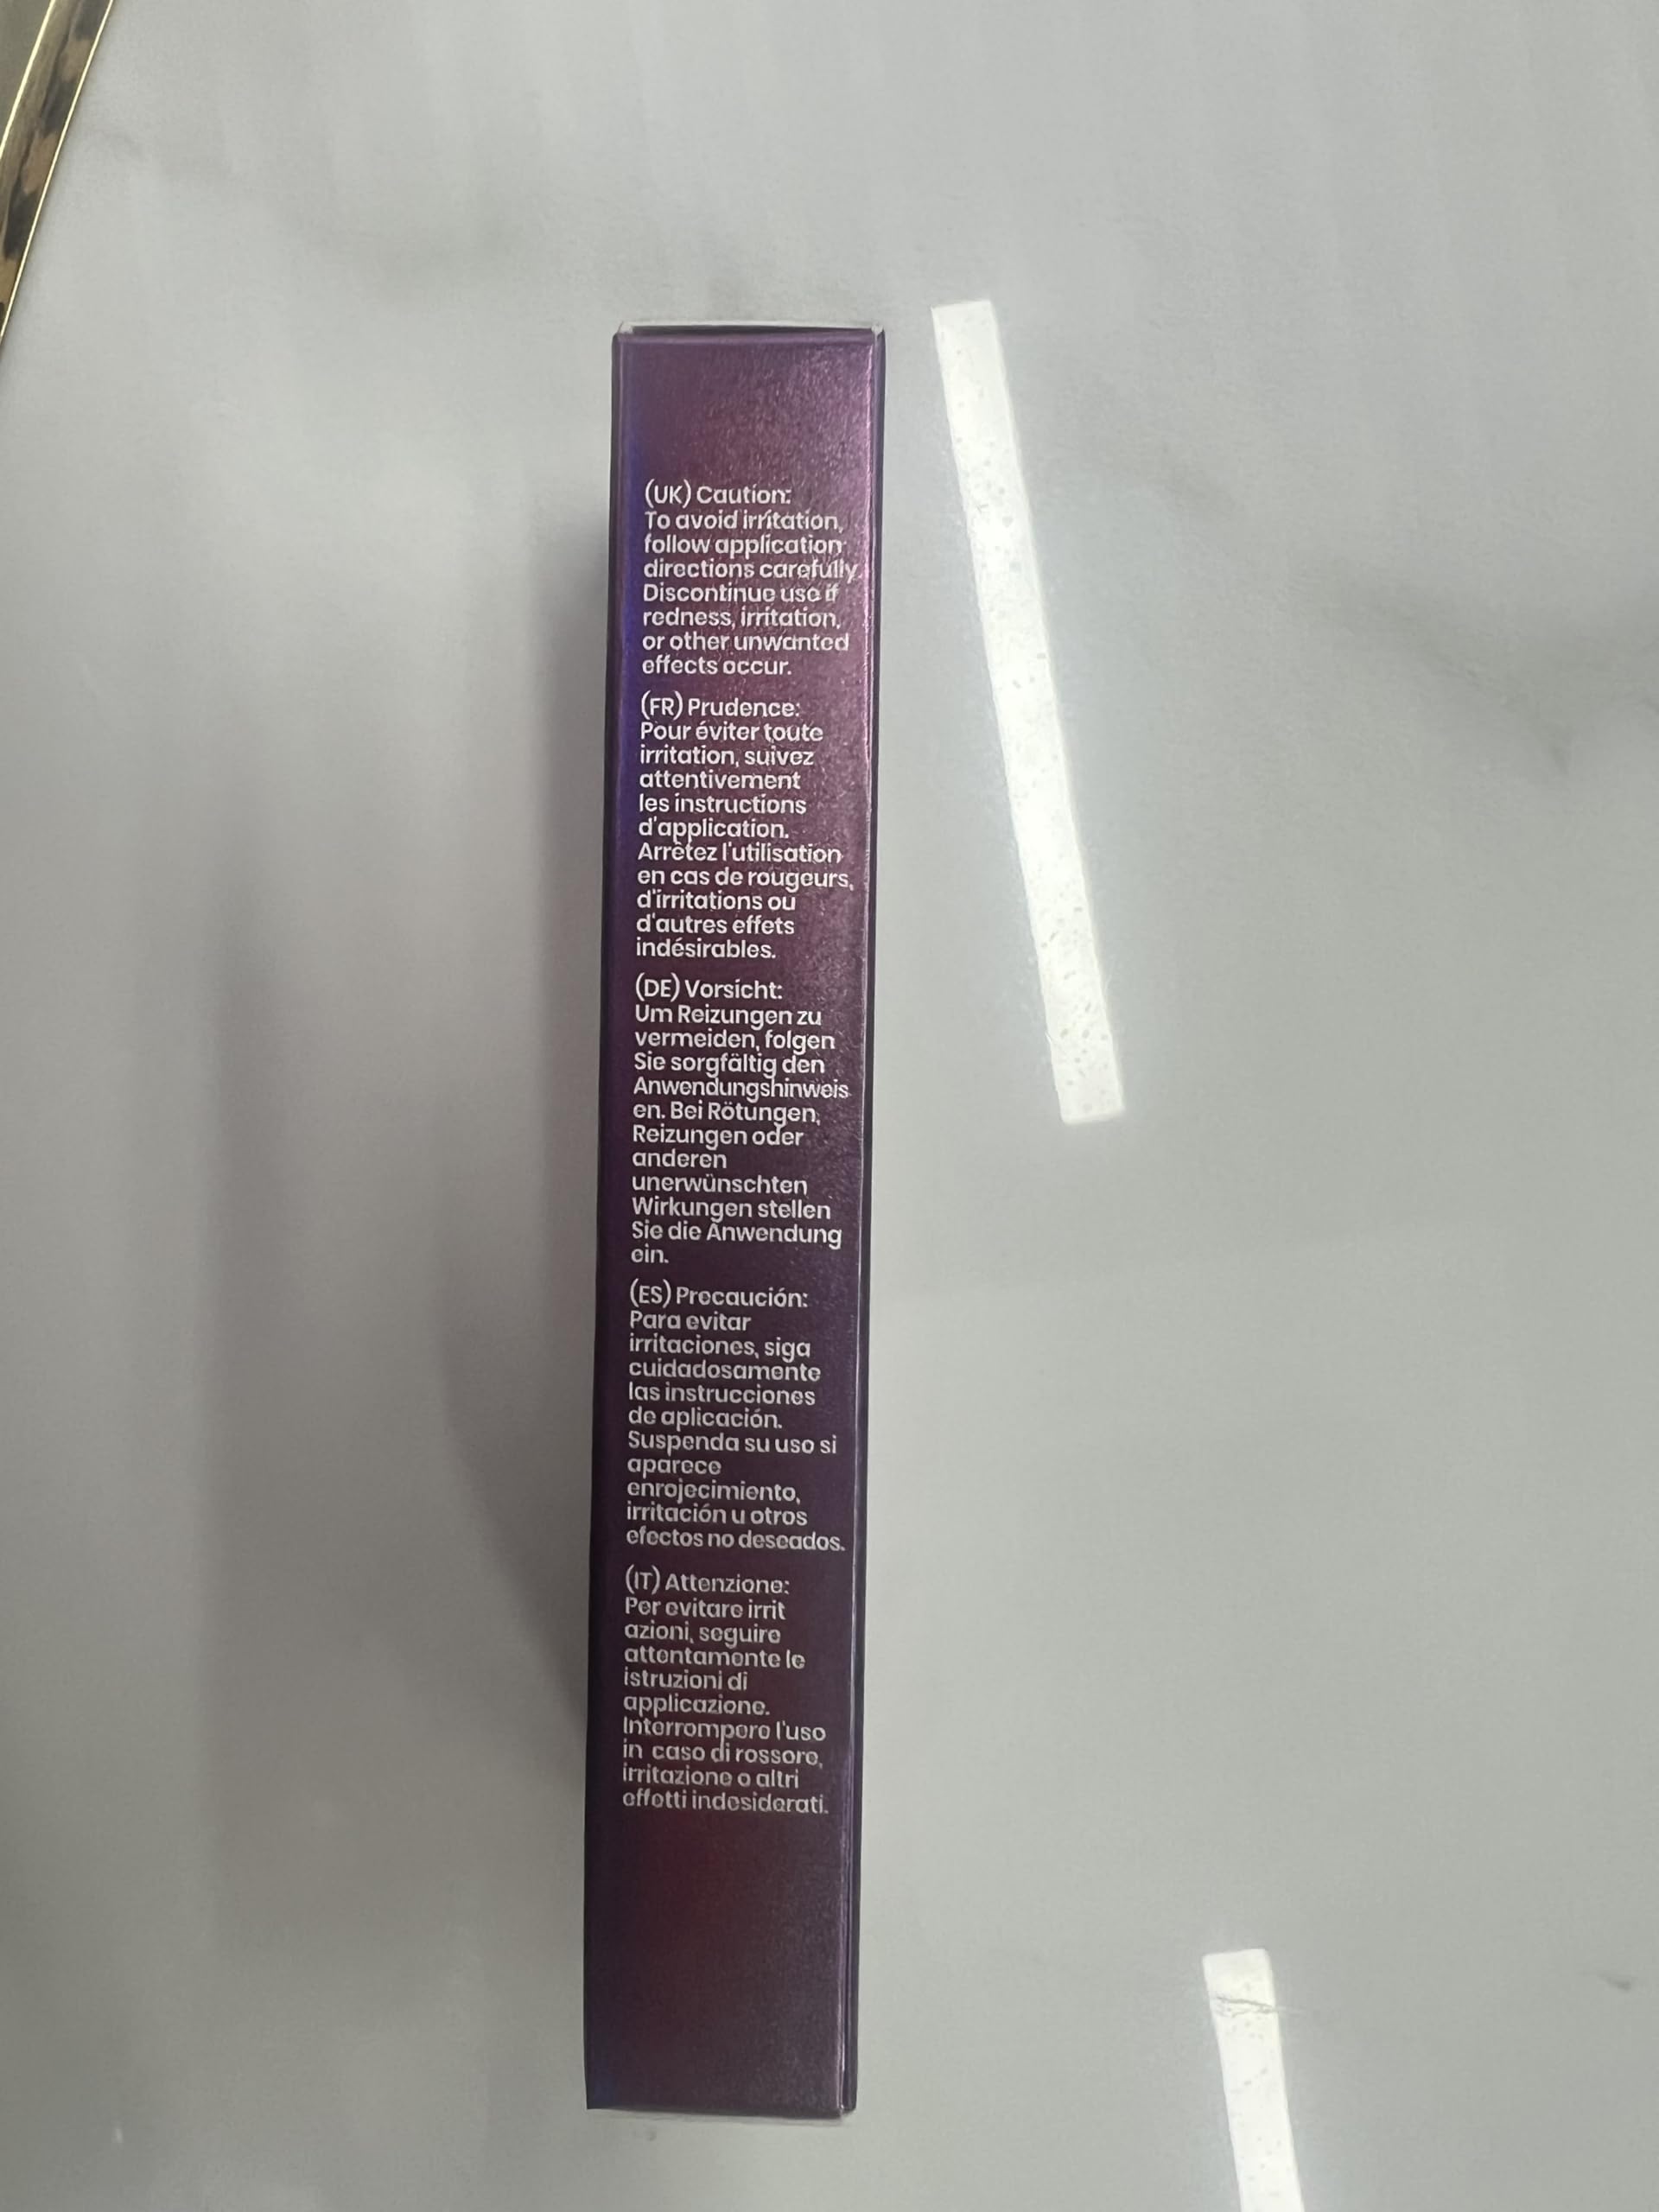 (UK) Caution:
To avoid irritation,
follow application
directions carefully.
Discontinue use if
redness, irritation,
or other unwanted
effects occur.
(FR) Prudence:
Pour éviter toute
irritation, suivez
attentivement
les instructions
d'application.
Arrêtez l'utilisation
en cas de rougeurs,
d'irritations ou
d'autres effets
indésirables.
(DE) Vorsicht:
Um Reizungen zu
vermeiden, folgen
Sie sorgfältig den
Anwendungshinweis
en. Bei Rötungen,
Reizungen oder
anderen
unerwünschten
Wirkungen stellen
Sie die Anwendung
ein.
(ES) Precaución:
Para evitar
irritaciones, siga
cuidadosamente
las instrucciones
de aplicación.
Suspenda su uso si
aparece
enrojecimiento,
irritación u otros
efectos no deseados.
(IT) Attenzione:
Per evitare irrit
azioni, seguire
attentamente le
istruzioni di
applicazione.
Interrompere l'uso
in caso di rossore,
irritazione o altri
effetti indesiderati.